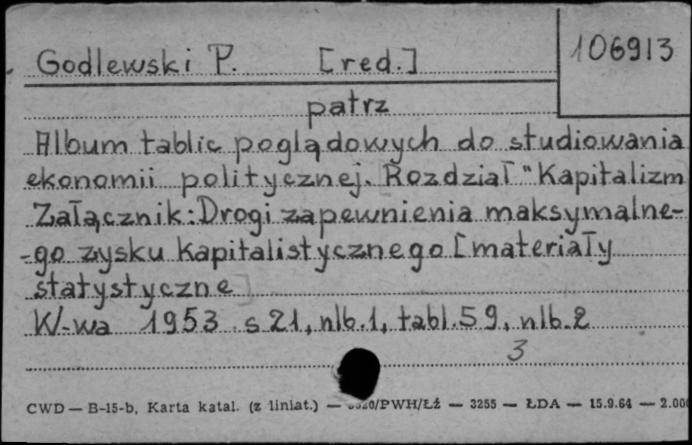 Godlewski P. [red.] 106913
patrz
Album tablic poglądowych do studiowania
ekonomii politycznej. Rozdział "Kapitalizm
Załącznik: Drogi zapewnienia maksymalne-
-go zysku kapitalistycznego [materiały
statystyczne]
W-wa 1953 s 21, nlb.1, tabl.59, nlb.2
3
CWD — B-15-b, Karta katal. (z liniat.) — /PWH/Łź — 3255 — ŁDA — 15.9.64 — 2.000